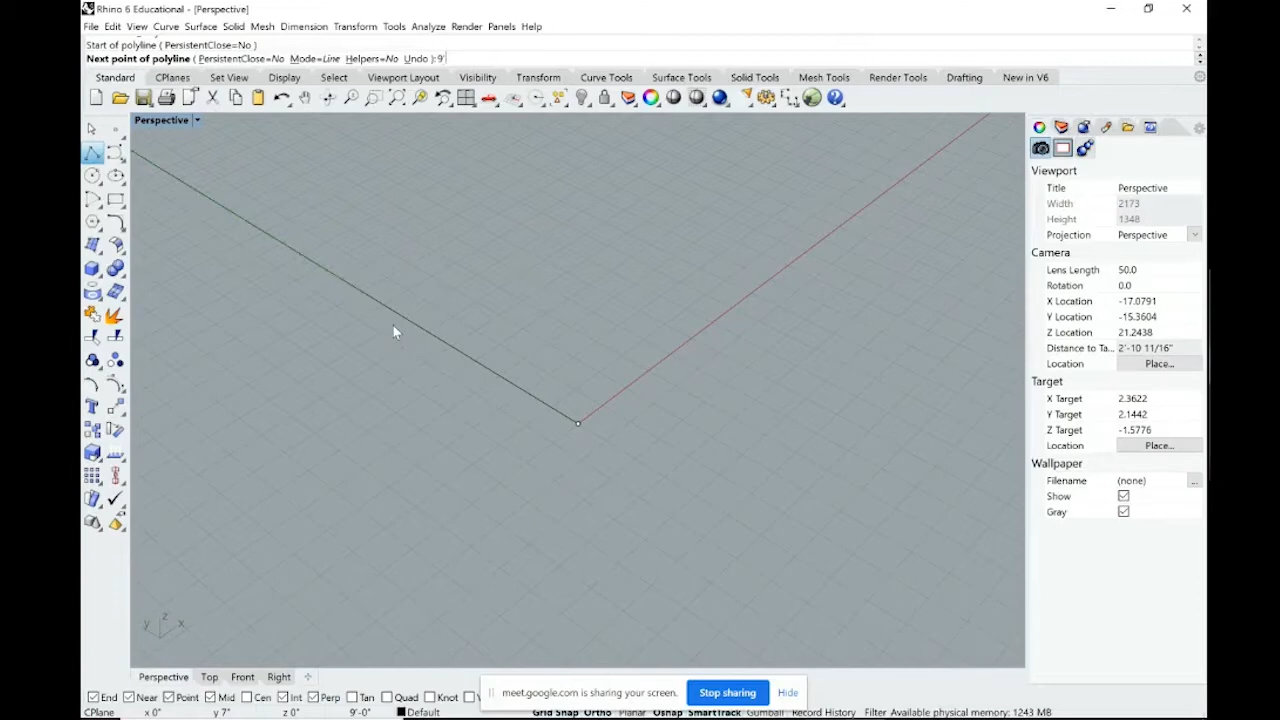 Rhino 6 Educational - [Perspective]
File Edit View Curve Surface Solid Mesh Dimension Transform Tools Analyze Render Panels Help
Start of polyline ( PersistentClose=No )
Next point of polyline ( PersistentClose=No Mode=Line Helpers=No Undo ): 9'
Standard CPlanes Set View Display Select Viewport Layout Visibility Transform Curve Tools Surface Tools Solid Tools Mesh Tools Render Tools Drafting New in V6
Perspective
Viewport
Title Perspective
Width 2173
Height 1348
Projection Perspective
Camera
Lens Length 50.0
Rotation 0.0
X Location -17.0791
Y Location -15.3604
Z Location 21.2438
Distance to Ta... 2'-10 11/16"
Location Place...
Target
X Target 2.3622
Y Target 2.1442
Z Target -1.5776
Location Place...
Wallpaper
Filename (none) ...
Show
Gray
z
y x
Perspective Top Front Right
meet.google.com is sharing your screen. Stop sharing Hide
End Near Point Mid Cen Int Perp Tan Quad Knot
CPlane x 0" y 7" z 0" 9'-0" Default Grid Snap Ortho Planar Osnap SmartTrack Gumball Record History Filter Available physical memory: 1243 MB